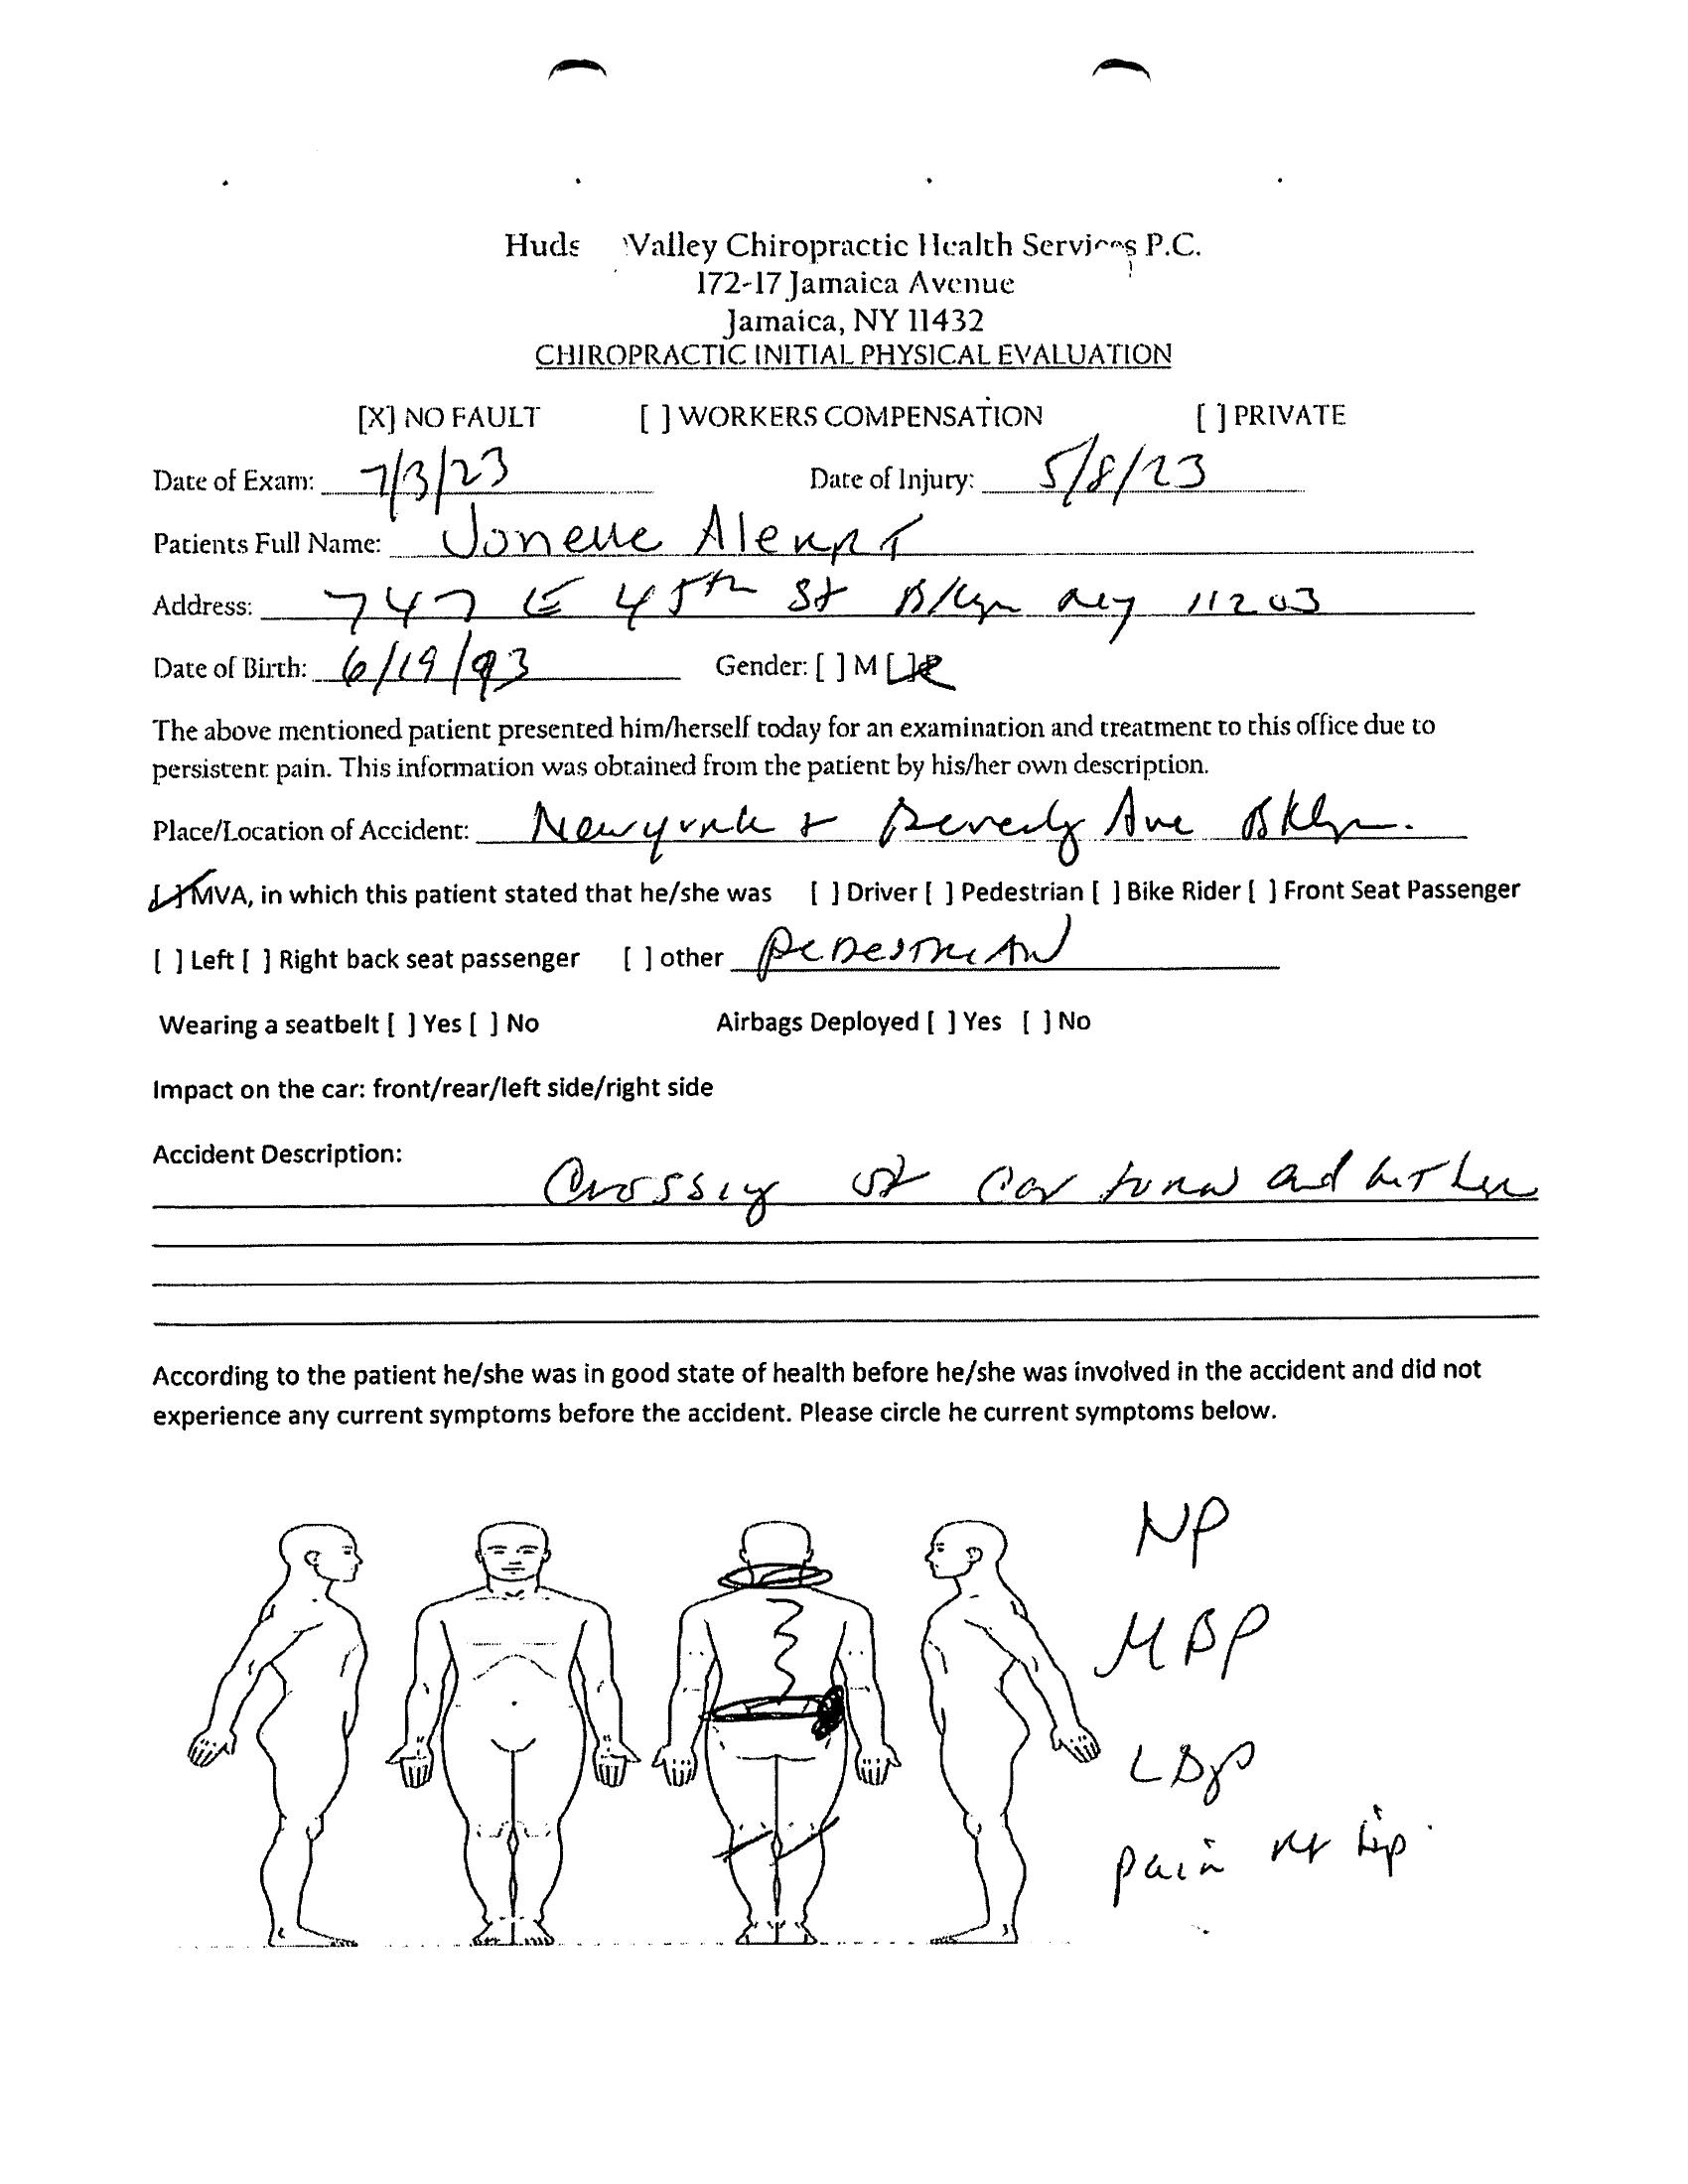 Huds Valley Chiropractic Health Services P.C.
172-17 Jamaica Avenue
Jamaica, NY 11432
CHIROPRACTIC INITIAL PHYSICAL EVALUATION
[X] NO FAULT [ ] WORKERS COMPENSATION [ ] PRIVATE
Date of Exam: 7/3/23 Date of Injury: 5/8/23
Patients Full Name: Jonelle
Address: 747 E 45th St Bklyn NY 11203
Date of Birth: 6/19/93 Gender: [ ] M [ ]
The above mentioned patient presented him/herself today for an examination and treatment to this office due to
persistent pain. This information was obtained from the patient by his/her own description.
Place/Location of Accident: New york + Beverly Ave Bklyn.
[ ] MVA, in which this patient stated that he/she was [ ] Driver [ ] Pedestrian [ ] Bike Rider [ ] Front Seat Passenger
[ ] Left [ ] Right back seat passenger [ ] other Pedestrian
Wearing a seatbelt [ ] Yes [ ] No Airbags Deployed [ ] Yes [ ] No
Impact on the car: front/rear/left side/right side
Accident Description:
Crossing st car turned and hit her
According to the patient he/she was in good state of health before he/she was involved in the accident and did not
experience any current symptoms before the accident. Please circle he current symptoms below.
NP
MBP
LBP
pain rt hip